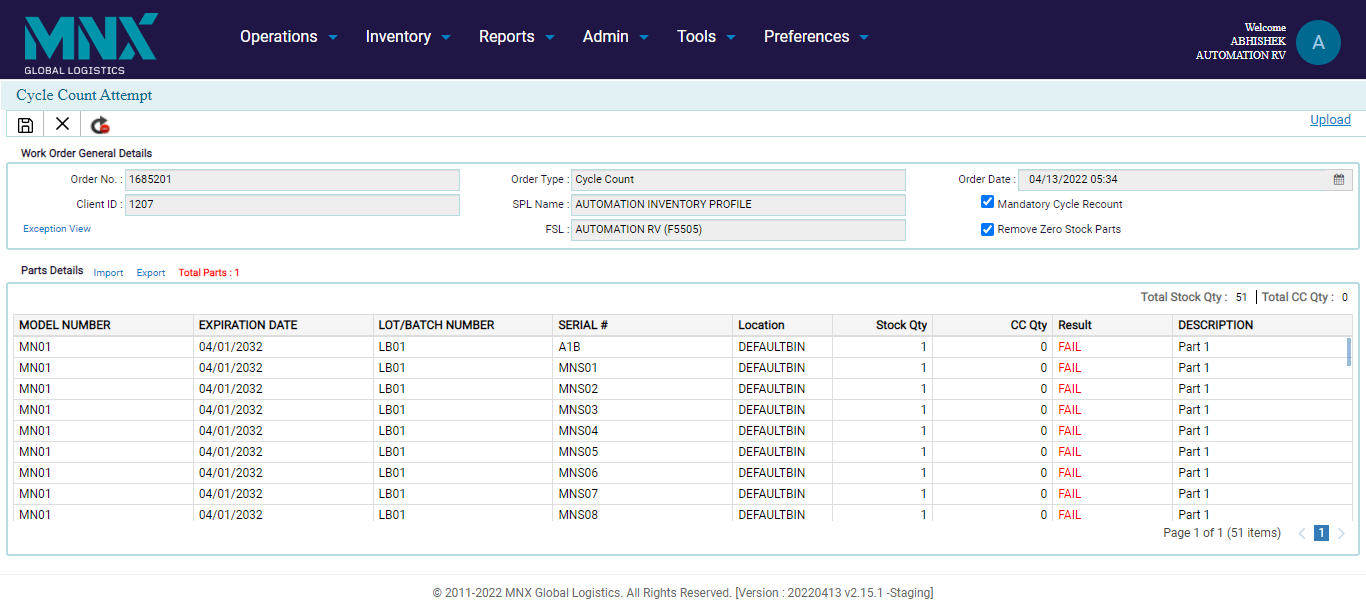 MNX
GLOBAL LOGISTICS
Operations Inventory Reports Admin Tools Preferences
Welcome
ABHISHEK
AUTOMATION RV
A
Cycle Count Attempt
Upload
Work Order General Details
Order No. : 1685201 Order Type : Cycle Count Order Date : 04/13/2022 05:34
Client ID : 1207 SPL Name : AUTOMATION INVENTORY PROFILE Mandatory Cycle Recount
Exception View FSL : AUTOMATION RV (F5505) Remove Zero Stock Parts
Parts Details Import Export Total Parts : 1
Total Stock Qty : 51 Total CC Qty : 0
MODEL NUMBER EXPIRATION DATE LOT/BATCH NUMBER SERIAL # Location Stock Qty CC Qty Result DESCRIPTION
MN01 04/01/2032 LB01 A1B DEFAULTBIN 1 0 FAIL Part 1
MN01 04/01/2032 LB01 MNS01 DEFAULTBIN 1 0 FAIL Part 1
MN01 04/01/2032 LB01 MNS02 DEFAULTBIN 1 0 FAIL Part 1
MN01 04/01/2032 LB01 MNS03 DEFAULTBIN 1 0 FAIL Part 1
MN01 04/01/2032 LB01 MNS04 DEFAULTBIN 1 0 FAIL Part 1
MN01 04/01/2032 LB01 MNS05 DEFAULTBIN 1 0 FAIL Part 1
MN01 04/01/2032 LB01 MNS06 DEFAULTBIN 1 0 FAIL Part 1
MN01 04/01/2032 LB01 MNS07 DEFAULTBIN 1 0 FAIL Part 1
MN01 04/01/2032 LB01 MNS08 DEFAULTBIN 1 0 FAIL Part 1
Page 1 of 1 (51 items) 1
© 2011-2022 MNX Global Logistics. All Rights Reserved. [Version : 20220413 v2.15.1 -Staging]